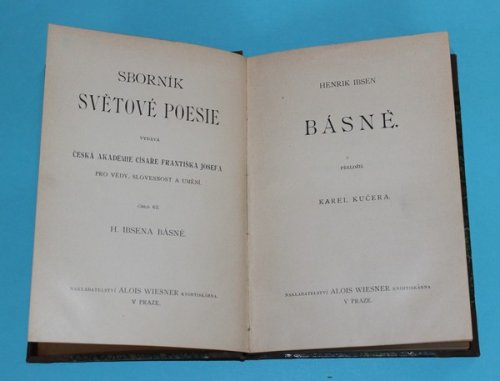 SBORNÍK
SVĚTOVÉ POESIE
VYDÁVÁ
ČESKÁ AKADEMIE CÍSAŘE FRANTIŠKA JOSEFA
PRO VĚDY, SLOVESNOST A UMĚNÍ.
H. IBSENA BÁSNĚ.
NAKLADATELSTVÍ ALOIS WIESNER KNIHTISKÁRNA
V PRAZE.
HENRIK IBSEN
BÁSNĚ.
PŘELOŽIL
KAREL KUČERA.
NAKLADATELSTVÍ ALOIS WIESNER KNIHTISKÁRNA
V PRAZE.